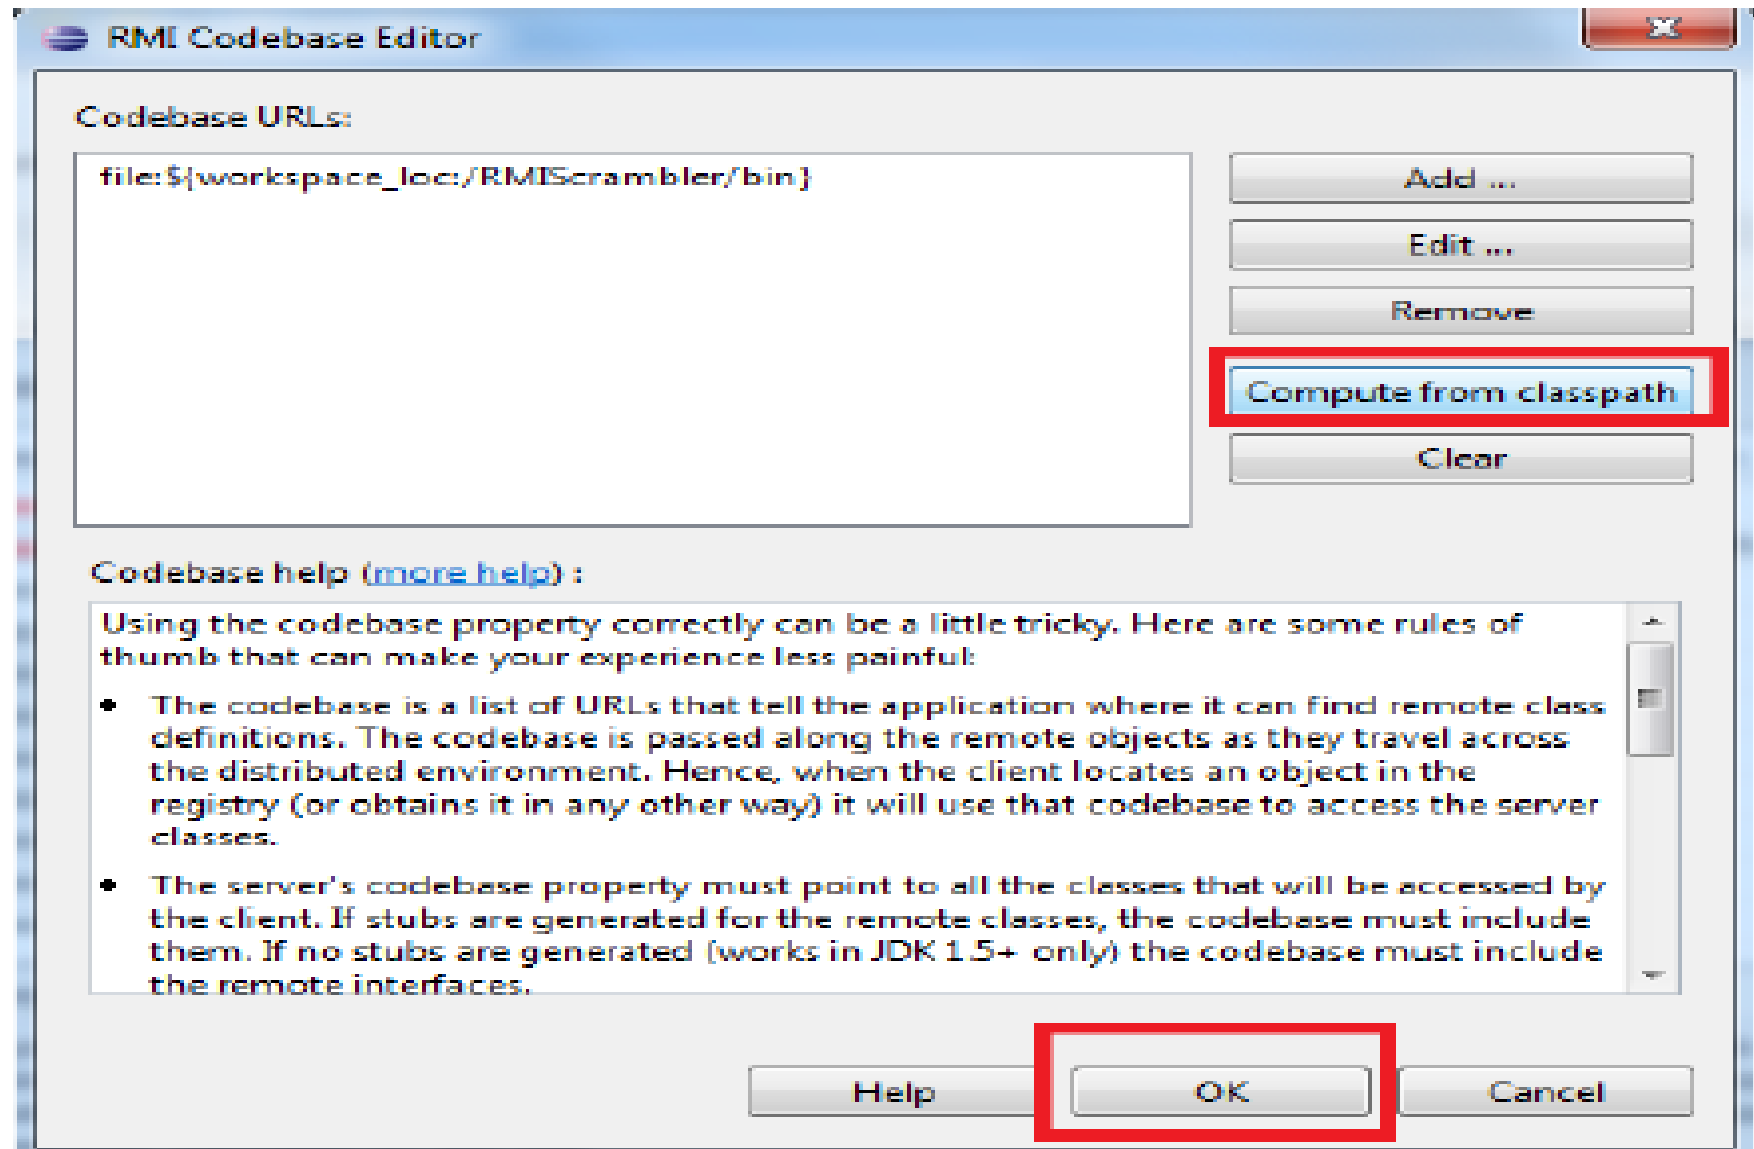 RMI Codebase Editor
Codebase URLs:
file:${workspace_loc:/RMIScrambler/bin}
Add ...
Edit ...
Remove
Compute from classpath
Clear
Codebase help (more help) :
Using the codebase property correctly can be a little tricky. Here are some rules of
thumb that can make your experience less painful:
• The codebase is a list of URLs that tell the application where it can find remote class
definitions. The codebase is passed along the remote objects as they travel across
the distributed environment. Hence, when the client locates an object in the
registry (or obtains it in any other way) it will use that codebase to access the server
classes.
• The server's codebase property must point to all the classes that will be accessed by
the client. If stubs are generated for the remote classes, the codebase must include
them. If no stubs are generated (works in JDK 1.5+ only) the codebase must include
the remote interfaces.
Help
OK
Cancel